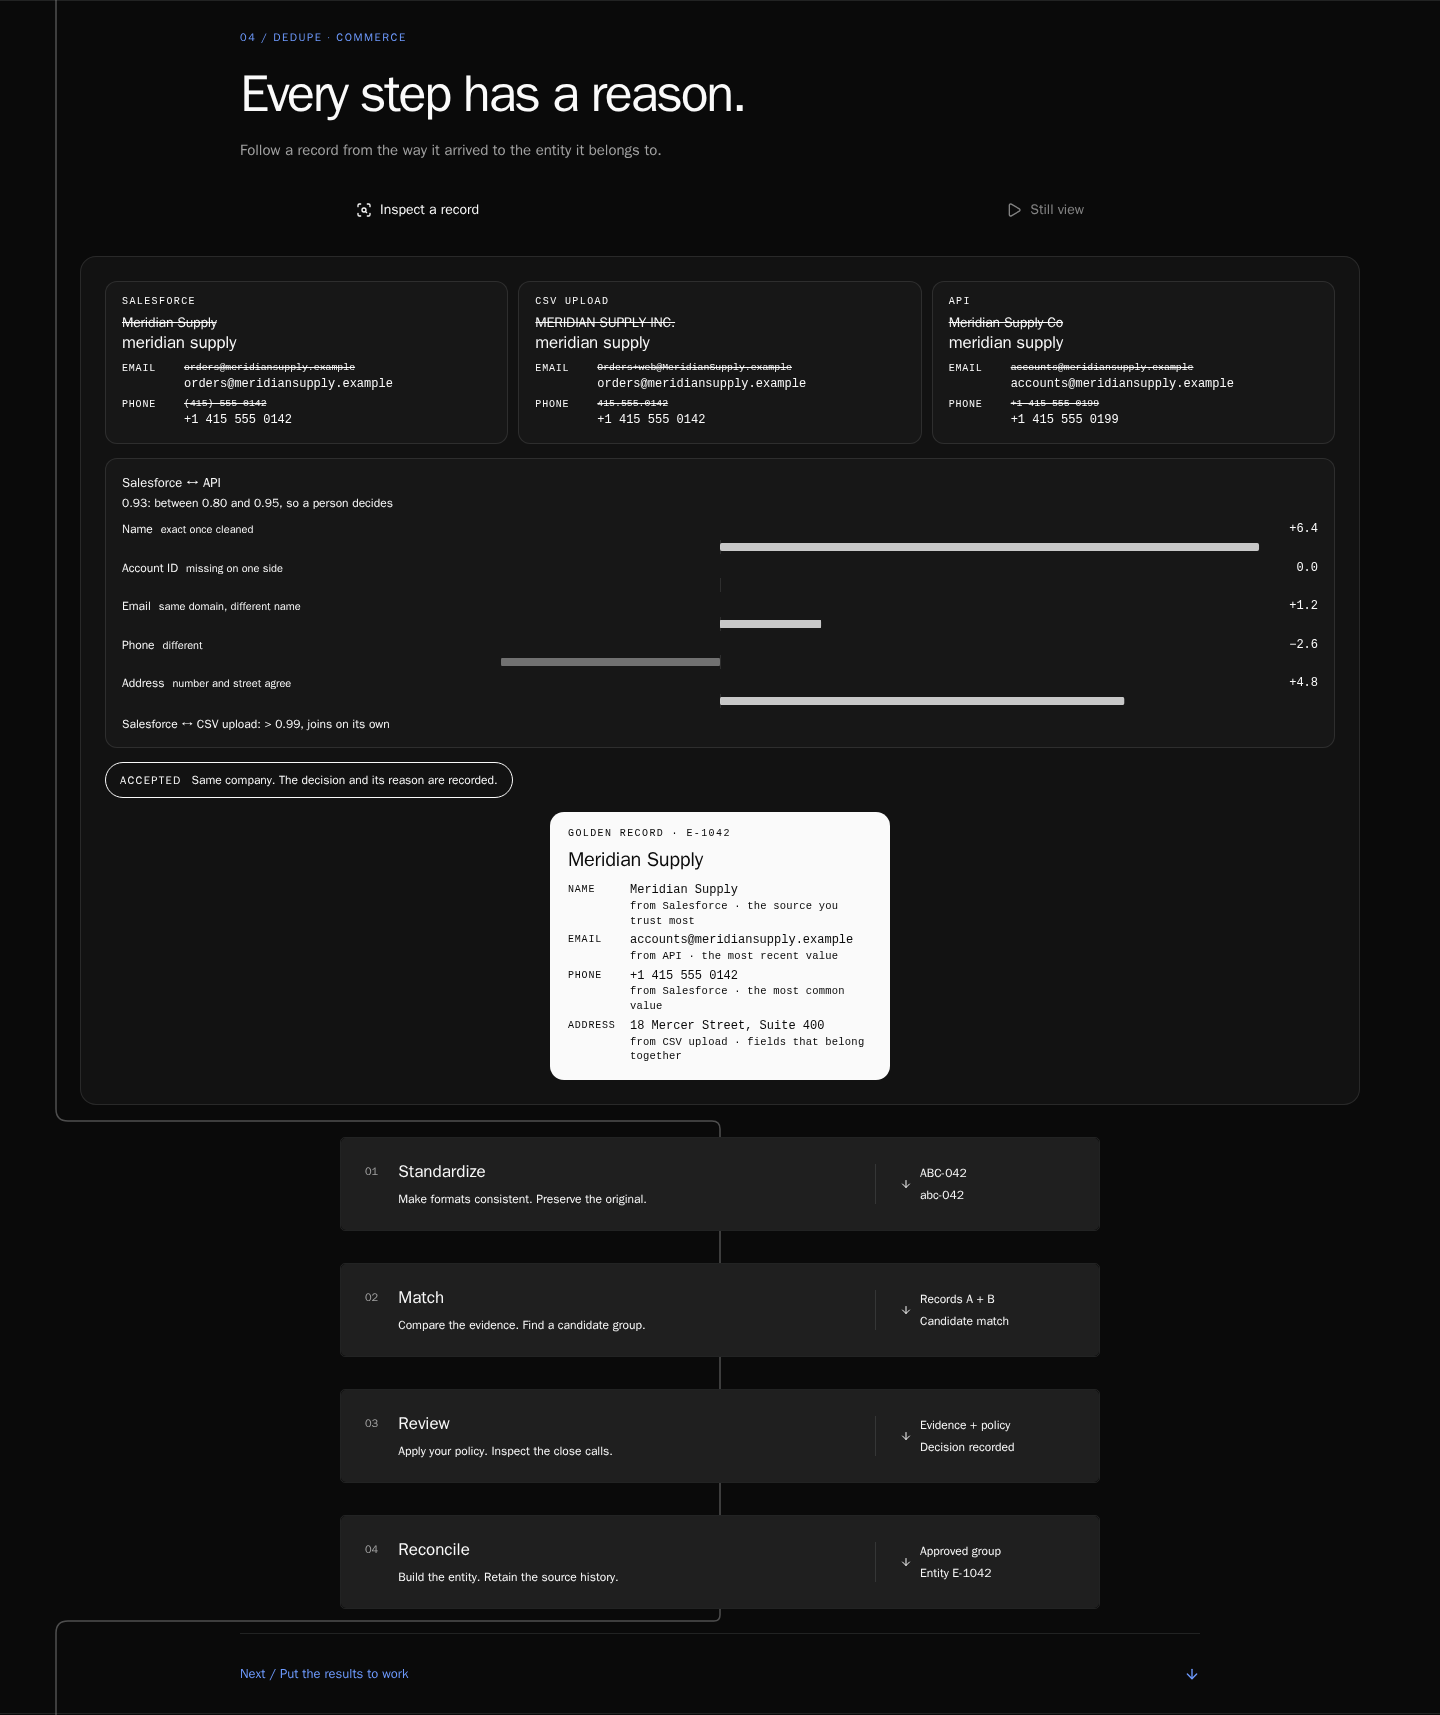 04 / DEDUPE · COMMERCE
Every step has a reason.
Follow a record from the way it arrived to the entity it belongs to.
Inspect a record
Still view
SALESFORCE
Meridian Supply
meridian supply
EMAIL orders@meridiansupply.example
orders@meridiansupply.example
PHONE (415) 555-0142
+1 415 555 0142
CSV UPLOAD
MERIDIAN SUPPLY INC.
meridian supply
EMAIL Orders+web@MeridianSupply.example
orders@meridiansupply.example
PHONE 415.555.0142
+1 415 555 0142
API
Meridian Supply Co
meridian supply
EMAIL accounts@meridiansupply.example
accounts@meridiansupply.example
PHONE +1 415 555 0199
+1 415 555 0199
Salesforce ↔ API
0.93: between 0.80 and 0.95, so a person decides
Name exact once cleaned +6.4
Account ID missing on one side 0.0
Email same domain, different name +1.2
Phone different −2.6
Address number and street agree +4.8
Salesforce ↔ CSV upload: > 0.99, joins on its own
ACCEPTED Same company. The decision and its reason are recorded.
GOLDEN RECORD · E-1042
Meridian Supply
NAME Meridian Supply
from Salesforce · the source you
trust most
EMAIL accounts@meridiansupply.example
from API · the most recent value
PHONE +1 415 555 0142
from Salesforce · the most common
value
ADDRESS 18 Mercer Street, Suite 400
from CSV upload · fields that belong
together
01 Standardize
Make formats consistent. Preserve the original.
↓ ABC-042
abc-042
02 Match
Compare the evidence. Find a candidate group.
↓ Records A + B
Candidate match
03 Review
Apply your policy. Inspect the close calls.
↓ Evidence + policy
Decision recorded
04 Reconcile
Build the entity. Retain the source history.
↓ Approved group
Entity E-1042
Next / Put the results to work ↓